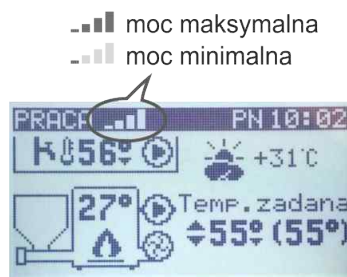 moc maksymalna
moc minimalna
PRACA PN 10:02
56° +31°C
27° Temp.zadana
55° (55°)